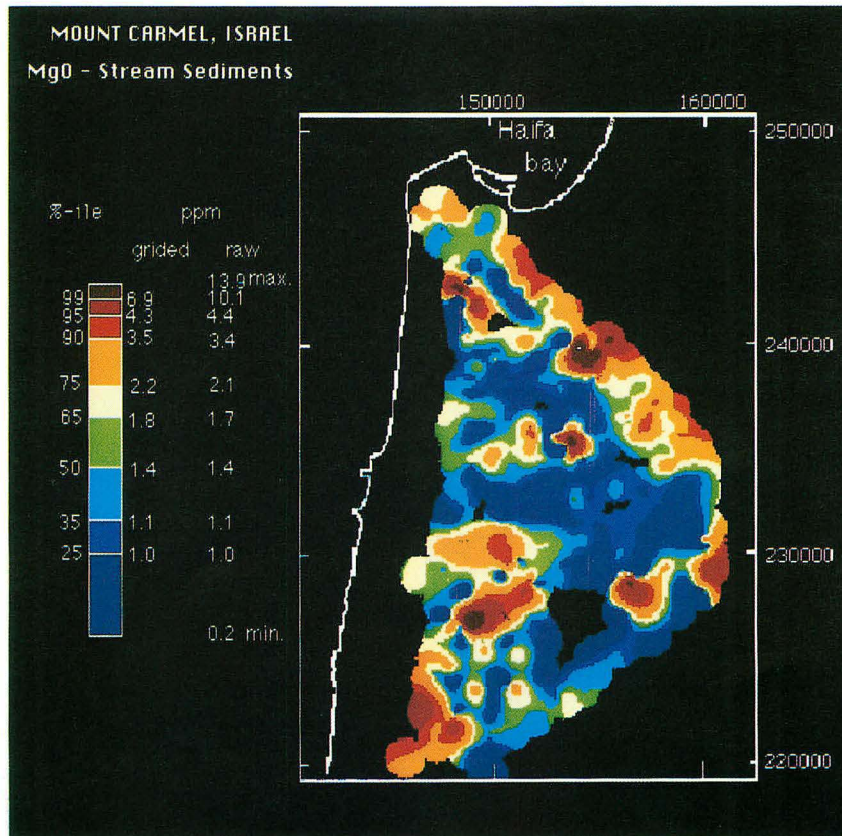 MOUNT CARMEL, ISRAEL
MgO - Stream Sediments
150000 160000
Haifa
bay
250000
240000
230000
220000
%-ile ppm
grided raw
13.9 max.
99 6.9 10.1
95 4.3 4.4
90 3.5 3.4
75 2.2 2.1
65 1.8 1.7
50 1.4 1.4
35 1.1 1.1
25 1.0 1.0
0.2 min.